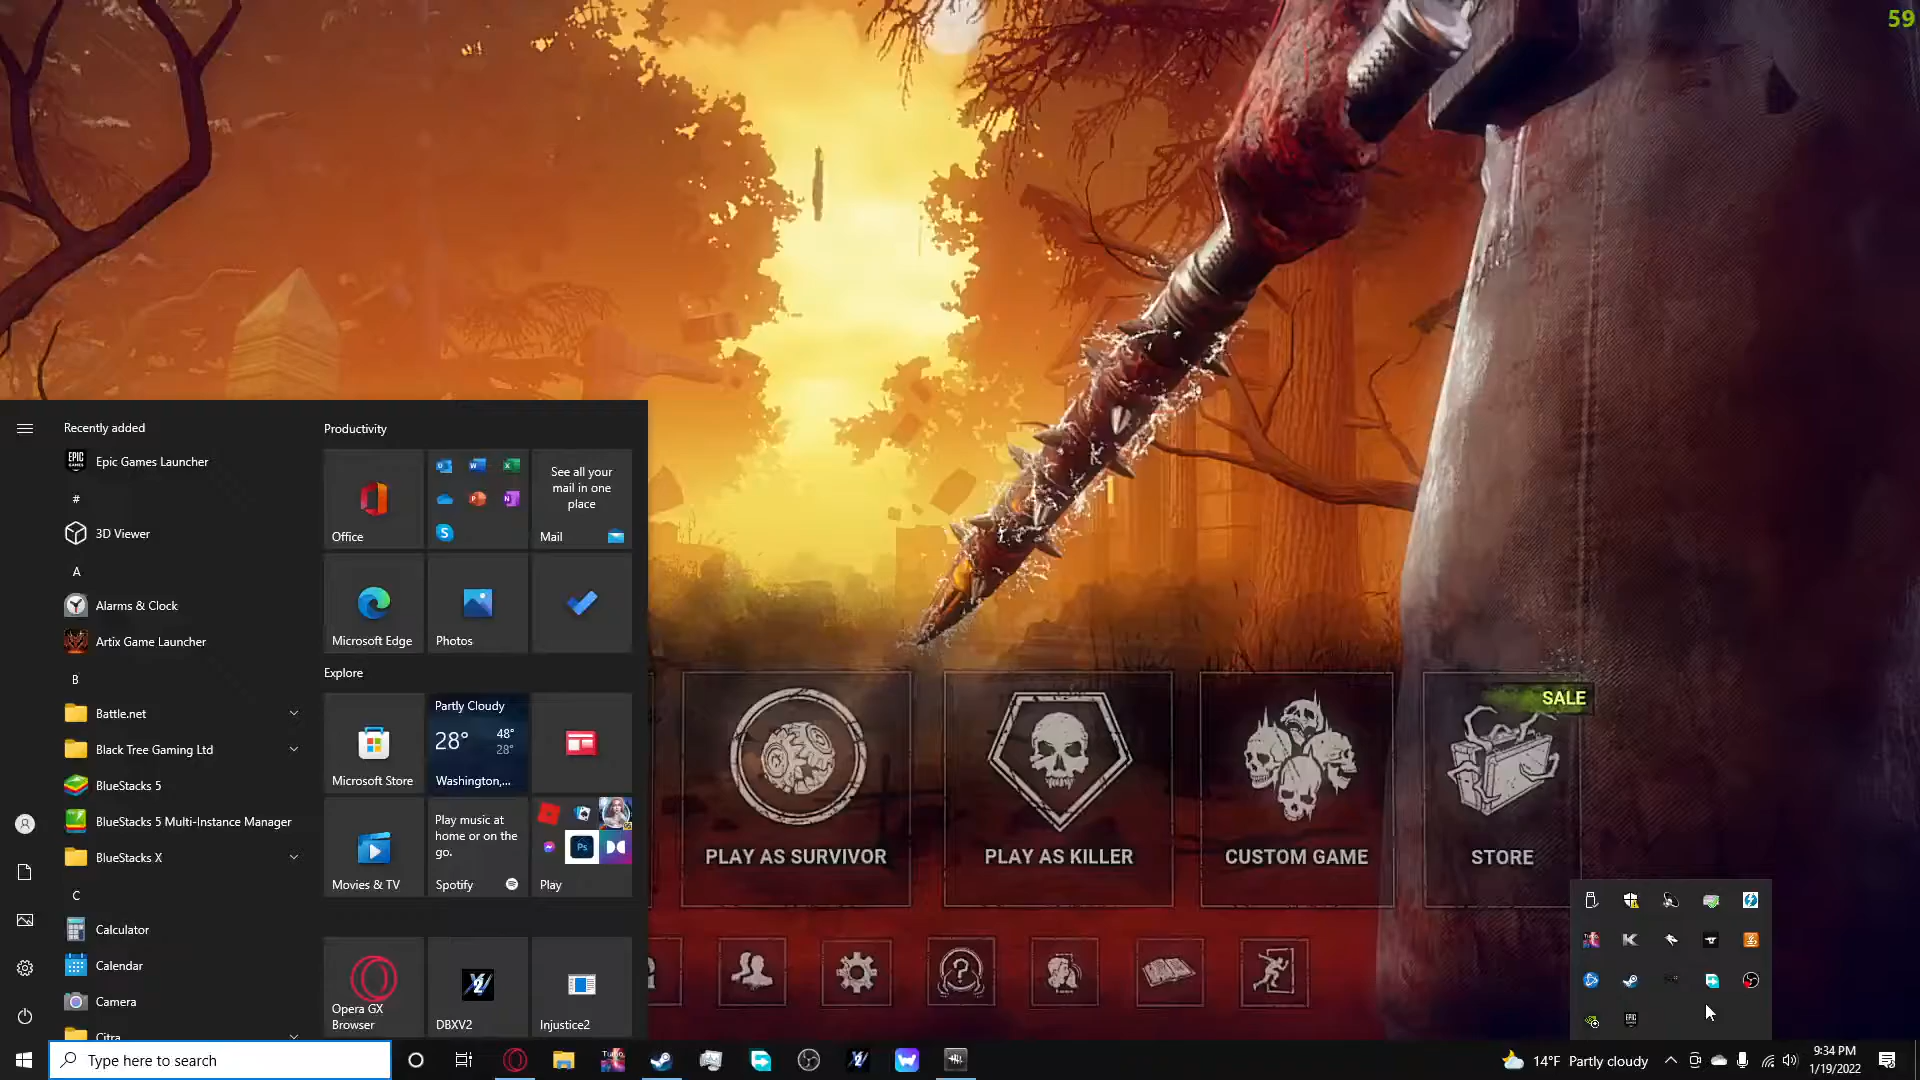 59
Recently added
Epic Games Launcher
#
3D Viewer
A
Alarms & Clock
Artix Game Launcher
B
Battle.net
Black Tree Gaming Ltd
BlueStacks 5
BlueStacks 5 Multi-Instance Manager
BlueStacks X
C
Calculator
Calendar
Camera
Citra
Productivity
Office
See all your
mail in one
place
Mail
Microsoft Edge
Photos
Explore
Microsoft Store
Partly Cloudy
28°
48°
28°
Washington,...
Movies & TV
Play music at
home or on the
go.
Spotify
Ps
Play
Opera GX
Browser
DBXV2
Injustice2
PLAY AS SURVIVOR
PLAY AS KILLER
CUSTOM GAME
SALE
STORE
Type here to search
14°F Partly cloudy
9:34 PM
1/19/2022